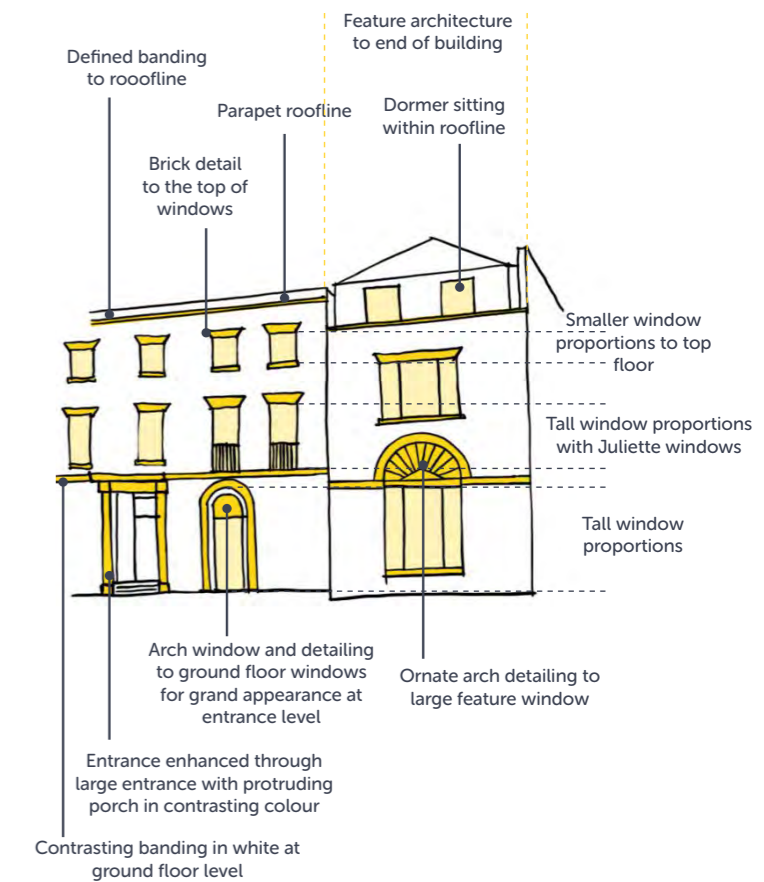 Feature architecture
to end of building
Defined banding
to rooofline
Parapet roofline
Dormer sitting
within roofline
Brick detail
to the top of
windows
Smaller window
proportions to top
floor
Tall window proportions
with Juliette windows
Tall window
proportions
Arch window and detailing
to ground floor windows
for grand appearance at
entrance level
Ornate arch detailing to
large feature window
Entrance enhanced through
large entrance with protruding
porch in contrasting colour
Contrasting banding in white at
ground floor level